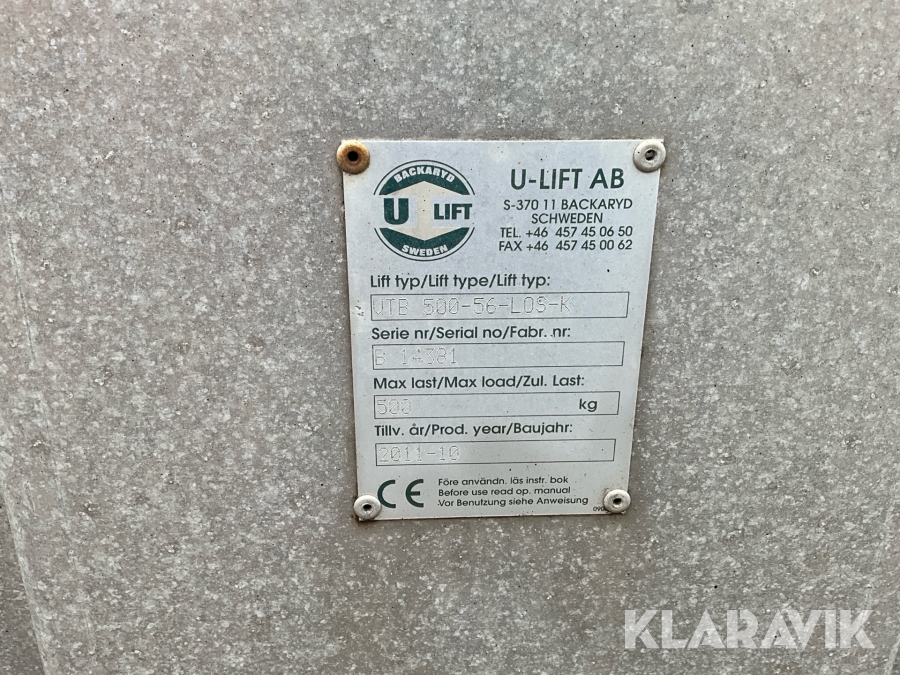 BACKARYD
U LIFT
SWEDEN
U-LIFT AB
S-370 11 BACKARYD
SCHWEDEN
TEL. +46 457 45 06 50
FAX +46 457 45 00 62
Lift typ/Lift type/Lift typ:
UTB 500-56-LOS-K
Serie nr/Serial no/Fabr. nr:
B 14381
Max last/Max load/Zul. Last:
500 kg
Tillv. år/Prod. year/Baujahr:
2011-10
CE
Före användn. läs instr. bok
Before use read op. manual
Vor Benutzung siehe Anweisung
KLARAVIK